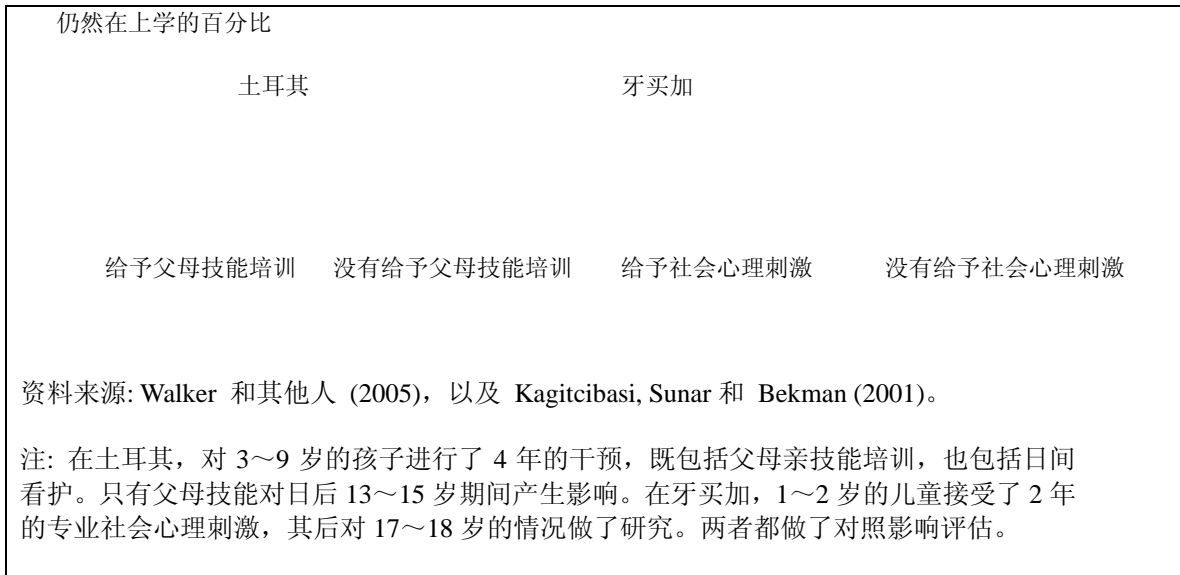 仍然在上学的百分比
土耳其 牙买加
给予父母技能培训 没有给予父母技能培训 给予社会心理刺激 没有给予社会心理刺激
资料来源: Walker 和其他人 (2005)，以及 Kagitcibasi, Sunar 和 Bekman (2001)。
注: 在土耳其，对 3～9 岁的孩子进行了 4 年的干预，既包括父母亲技能培训，也包括日间
看护。只有父母技能对日后 13～15 岁期间产生影响。在牙买加，1～2 岁的儿童接受了 2 年
的专业社会心理刺激，其后对 17～18 岁的情况做了研究。两者都做了对照影响评估。